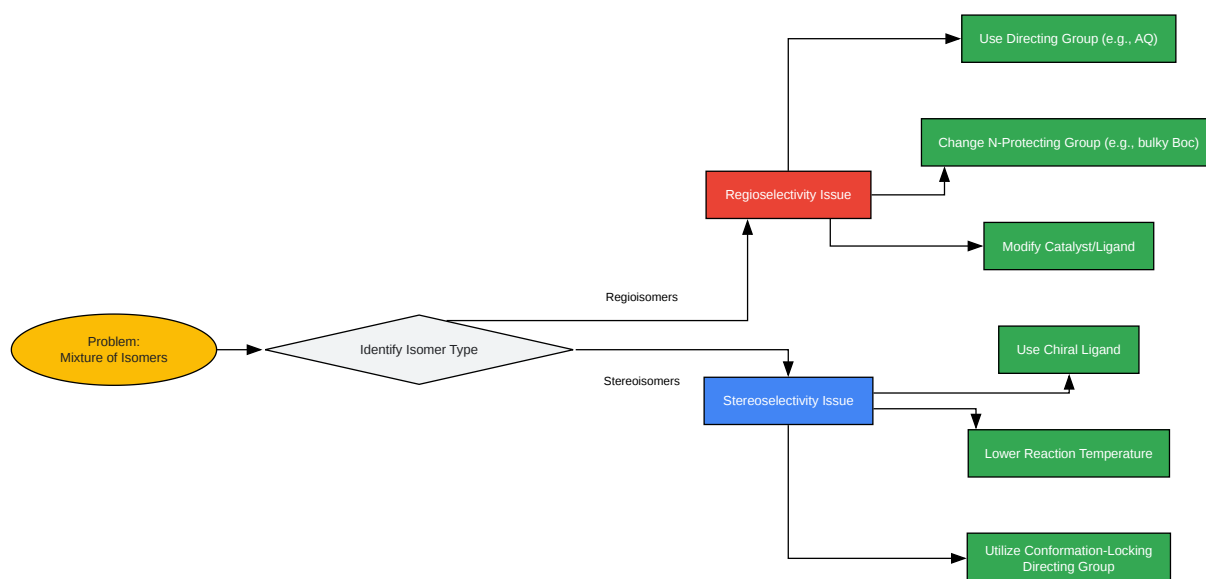 Use Directing Group (e.g., AQ)
Change N-Protecting Group (e.g., bulky Boc)
Regioselectivity Issue
Modify Catalyst/Ligand
Regioisomers
Problem:
Mixture of Isomers
Identify Isomer Type
Use Chiral Ligand
Stereoisomers
Stereoselectivity Issue
Lower Reaction Temperature
Utilize Conformation-Locking
Directing Group